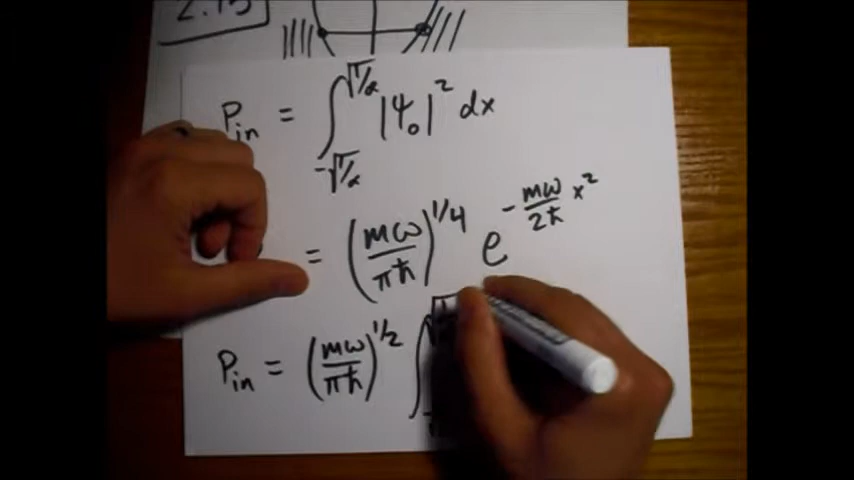 2.15
P_in = ∫_{-√1/α}^{√1/α} |Ψ₀|² dx
= (mω/πħ)^{1/4} e^{-mω/2ħ x²}
P_in = (mω/πħ)^{1/2} ∫